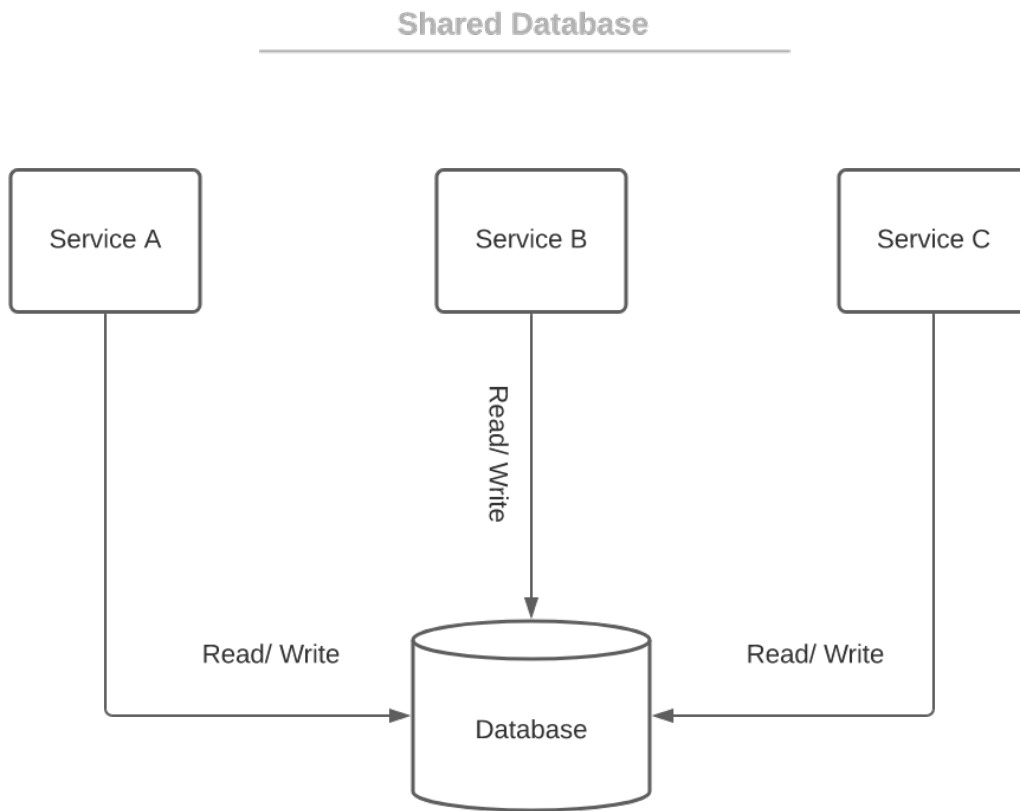 Shared Database
Service A
Service B
Service C
Read/ Write
Read/ Write
Read/ Write
Database